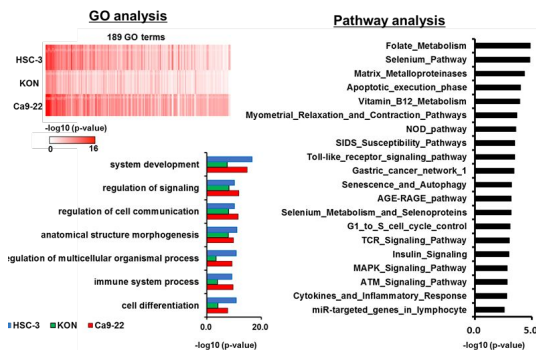 GO analysis
189 GO terms
HSC-3
KON
Ca9-22
-log10 (p-value)
0
16
system development
regulation of signaling
regulation of cell communication
anatomical structure morphogenesis
egulation of multicellular organismal process
immune system process
cell differentiation
HSC-3 KON Ca9-22
0.0
20.0
-log10 (p-value)
Pathway analysis
Folate_Metabolism
Selenium_Pathway
Matrix_Metalloproteinases
Apoptotic_execution_phase
Vitamin_B12_Metabolism
Myometrial_Relaxation_and_Contraction_Pathways
NOD_pathway
SIDS_Susceptibility_Pathways
Toll-like_receptor_signaling_pathway
Gastric_cancer_network_1
Senescence_and_Autophagy
AGE-RAGE_pathway
Selenium_Metabolism_and_Selenoproteins
G1_to_S_cell_cycle_control
TCR_Signaling_Pathway
Insulin_Signaling
MAPK_Signaling_Pathway
ATM_Signaling_Pathway
Cytokines_and_Inflammatory_Response
miR-targeted_genes_in_lymphocyte
0.0
5.0
-log10 (p-value)